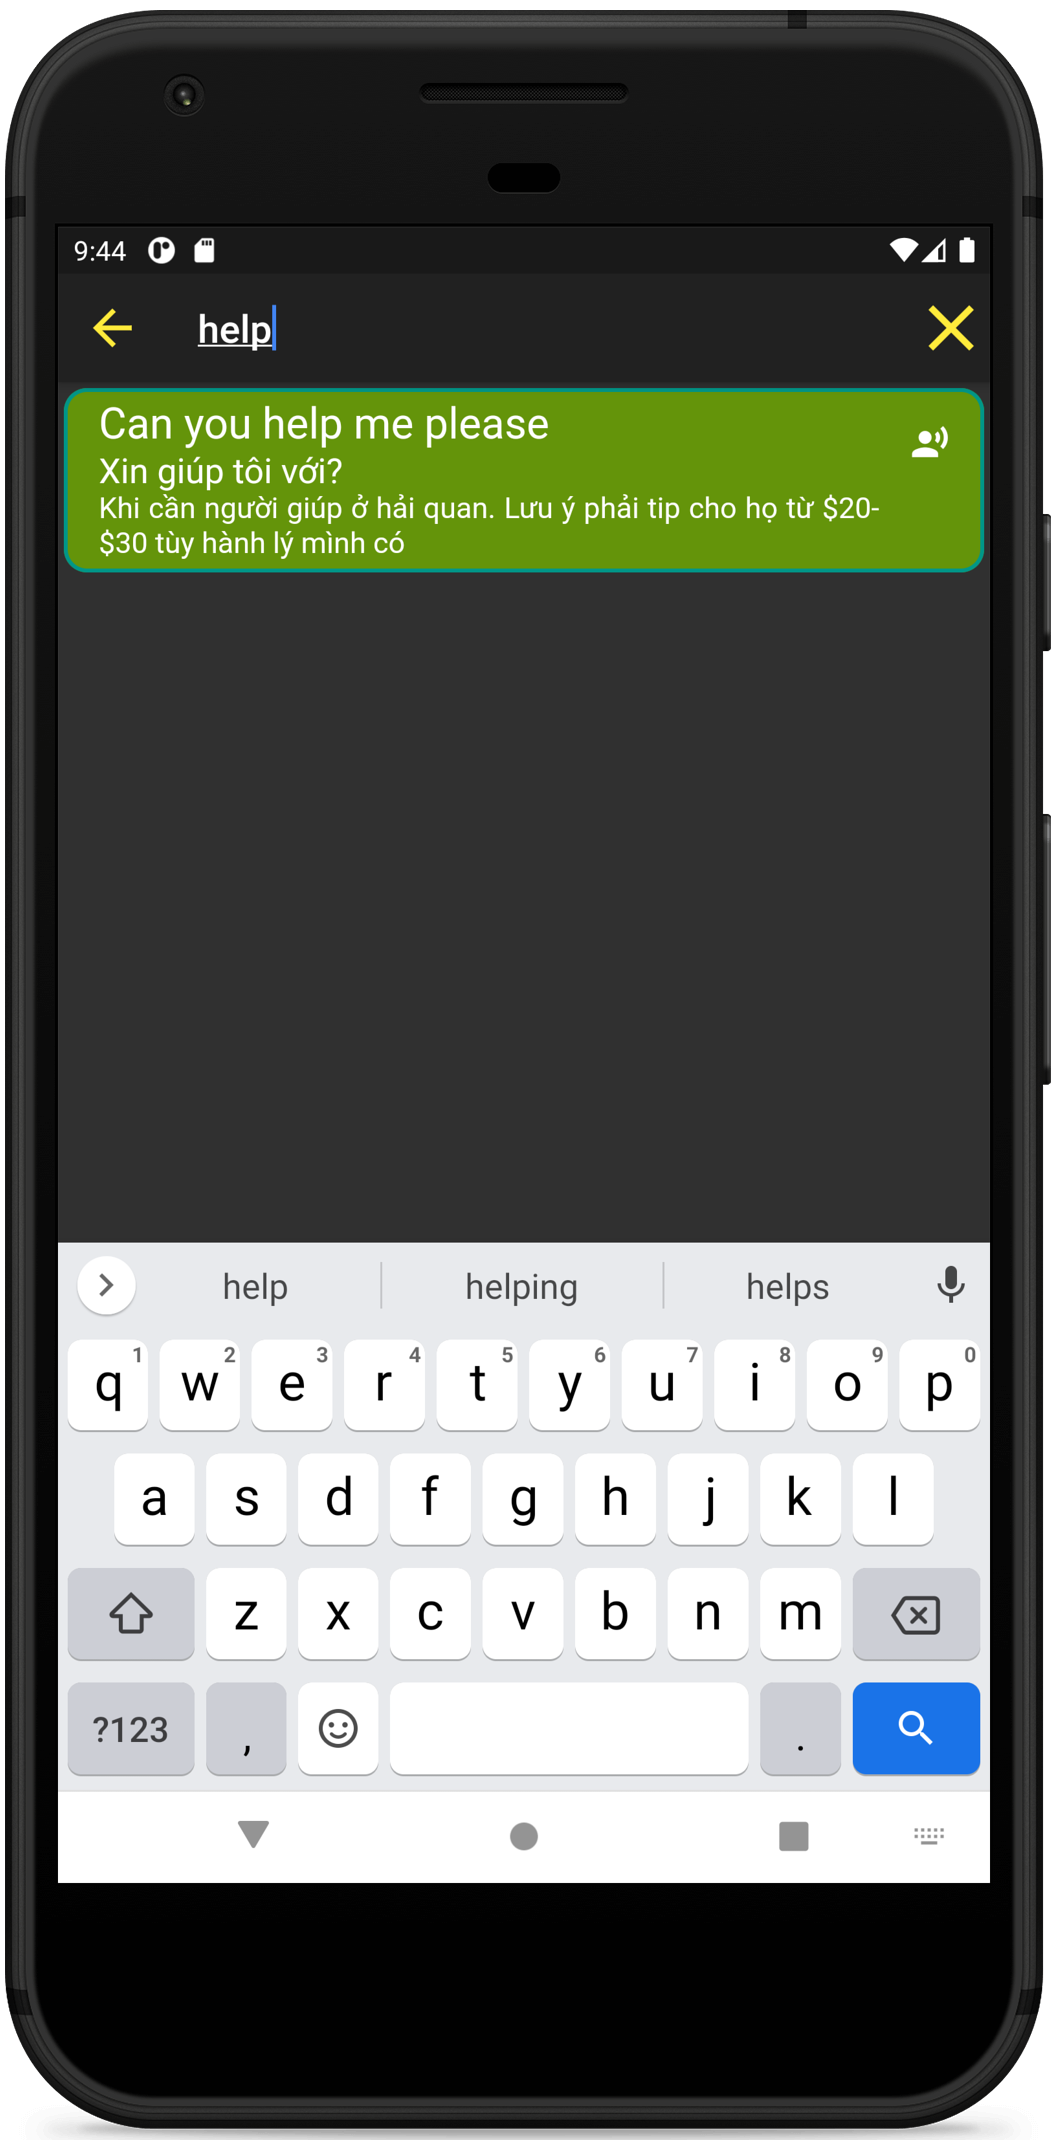 9:44
help
Can you help me please
Xin giúp tôi với?
Khi cần người giúp ở hải quan. Lưu ý phải tip cho họ từ $20-
$30 tùy hành lý mình có
help helping helps
q 1 w 2 e 3 r 4 t 5 y 6 u 7 i 8 o 9 p 0
a s d f g h j k l
z x c v b n m
?123 , .